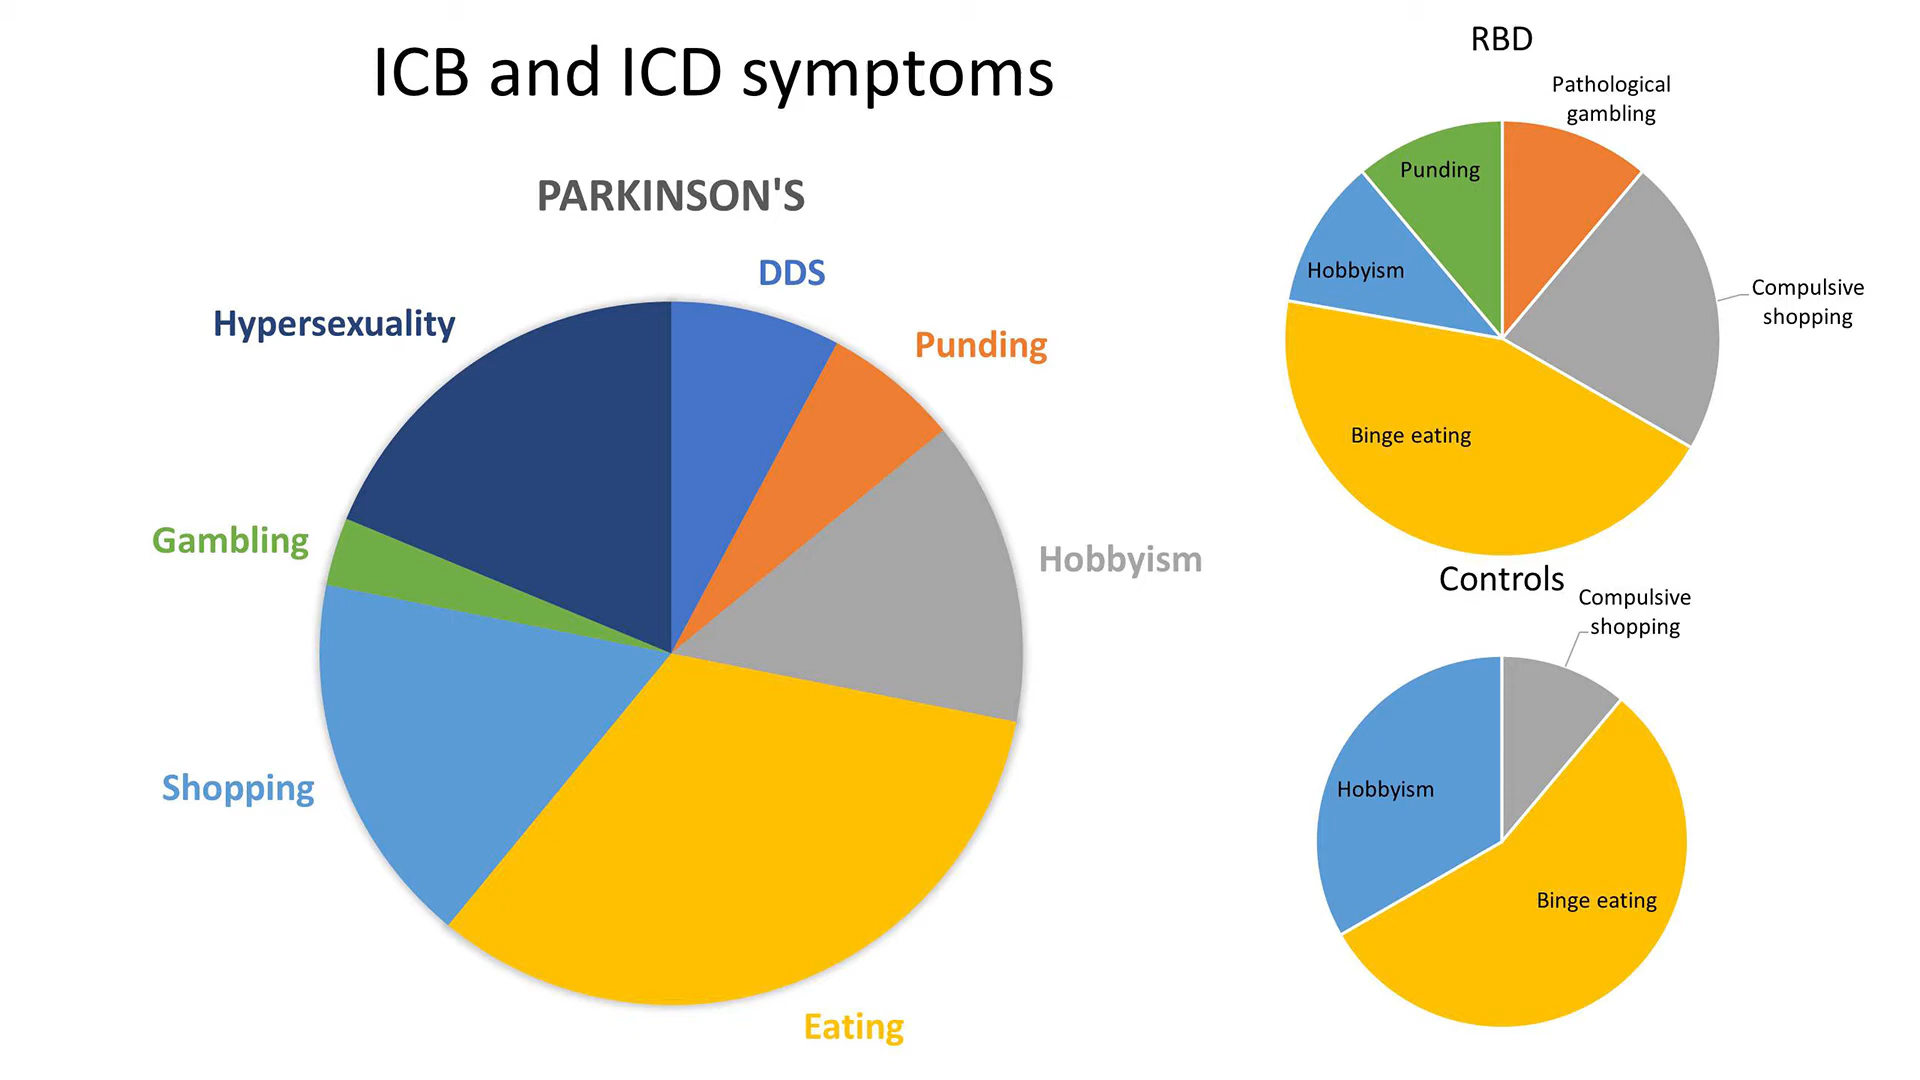 ICB and ICD symptoms
PARKINSON'S
DDS
Hypersexuality
Punding
Gambling
Hobbyism
Shopping
Eating
RBD
Pathological
gambling
Punding
Hobbyism
Compulsive
shopping
Binge eating
Controls
Compulsive
shopping
Hobbyism
Binge eating